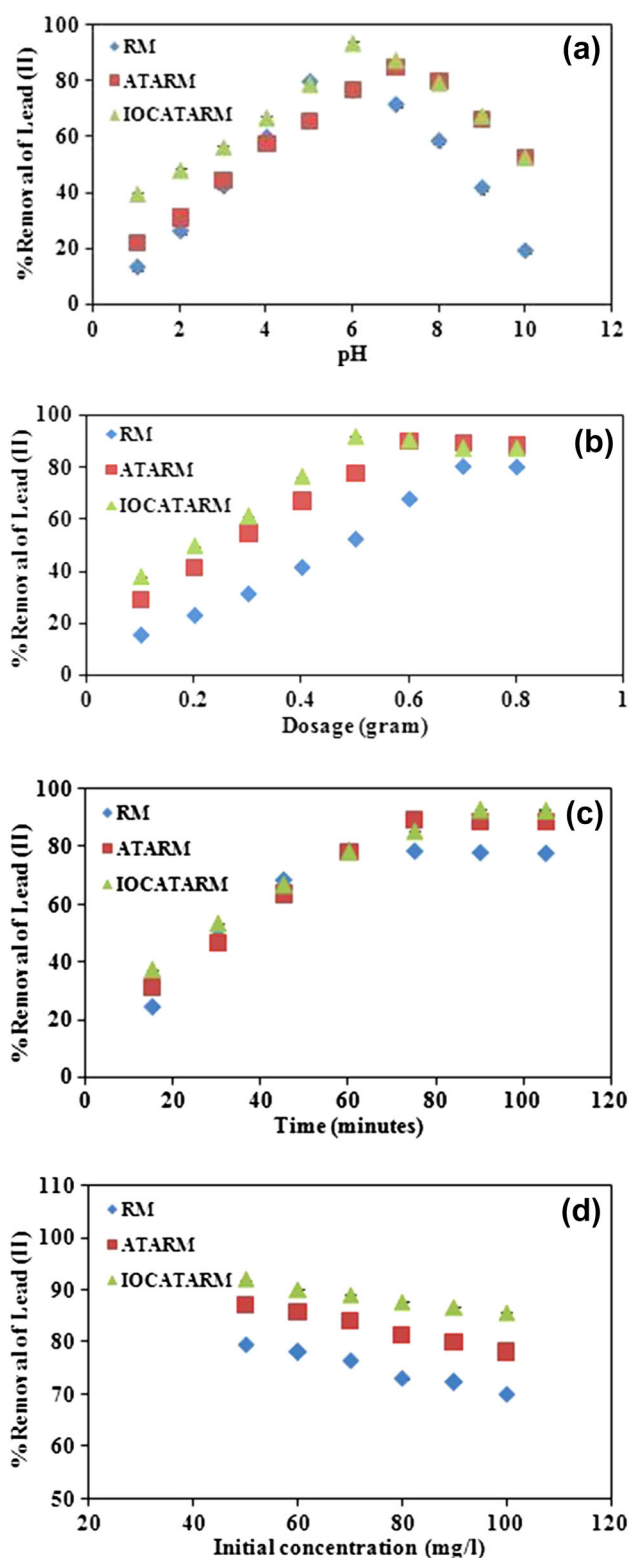 (a)
RM
ATARM
IOCATARM
%Removal of Lead (II)
100
80
60
40
20
0
0 2 4 6 8 10 12
pH
(b)
RM
ATARM
IOCATARM
%Removal of Lead (II)
100
80
60
40
20
0
0 0.2 0.4 0.6 0.8 1
Dosage (gram)
(c)
RM
ATARM
IOCATARM
%Removal of Lead (II)
100
80
60
40
20
0
0 20 40 60 80 100 120
Time (minutes)
(d)
RM
ATARM
IOCATARM
%Removal of Lead (II)
110
100
90
80
70
60
50
20 40 60 80 100 120
Initial concentration (mg/l)